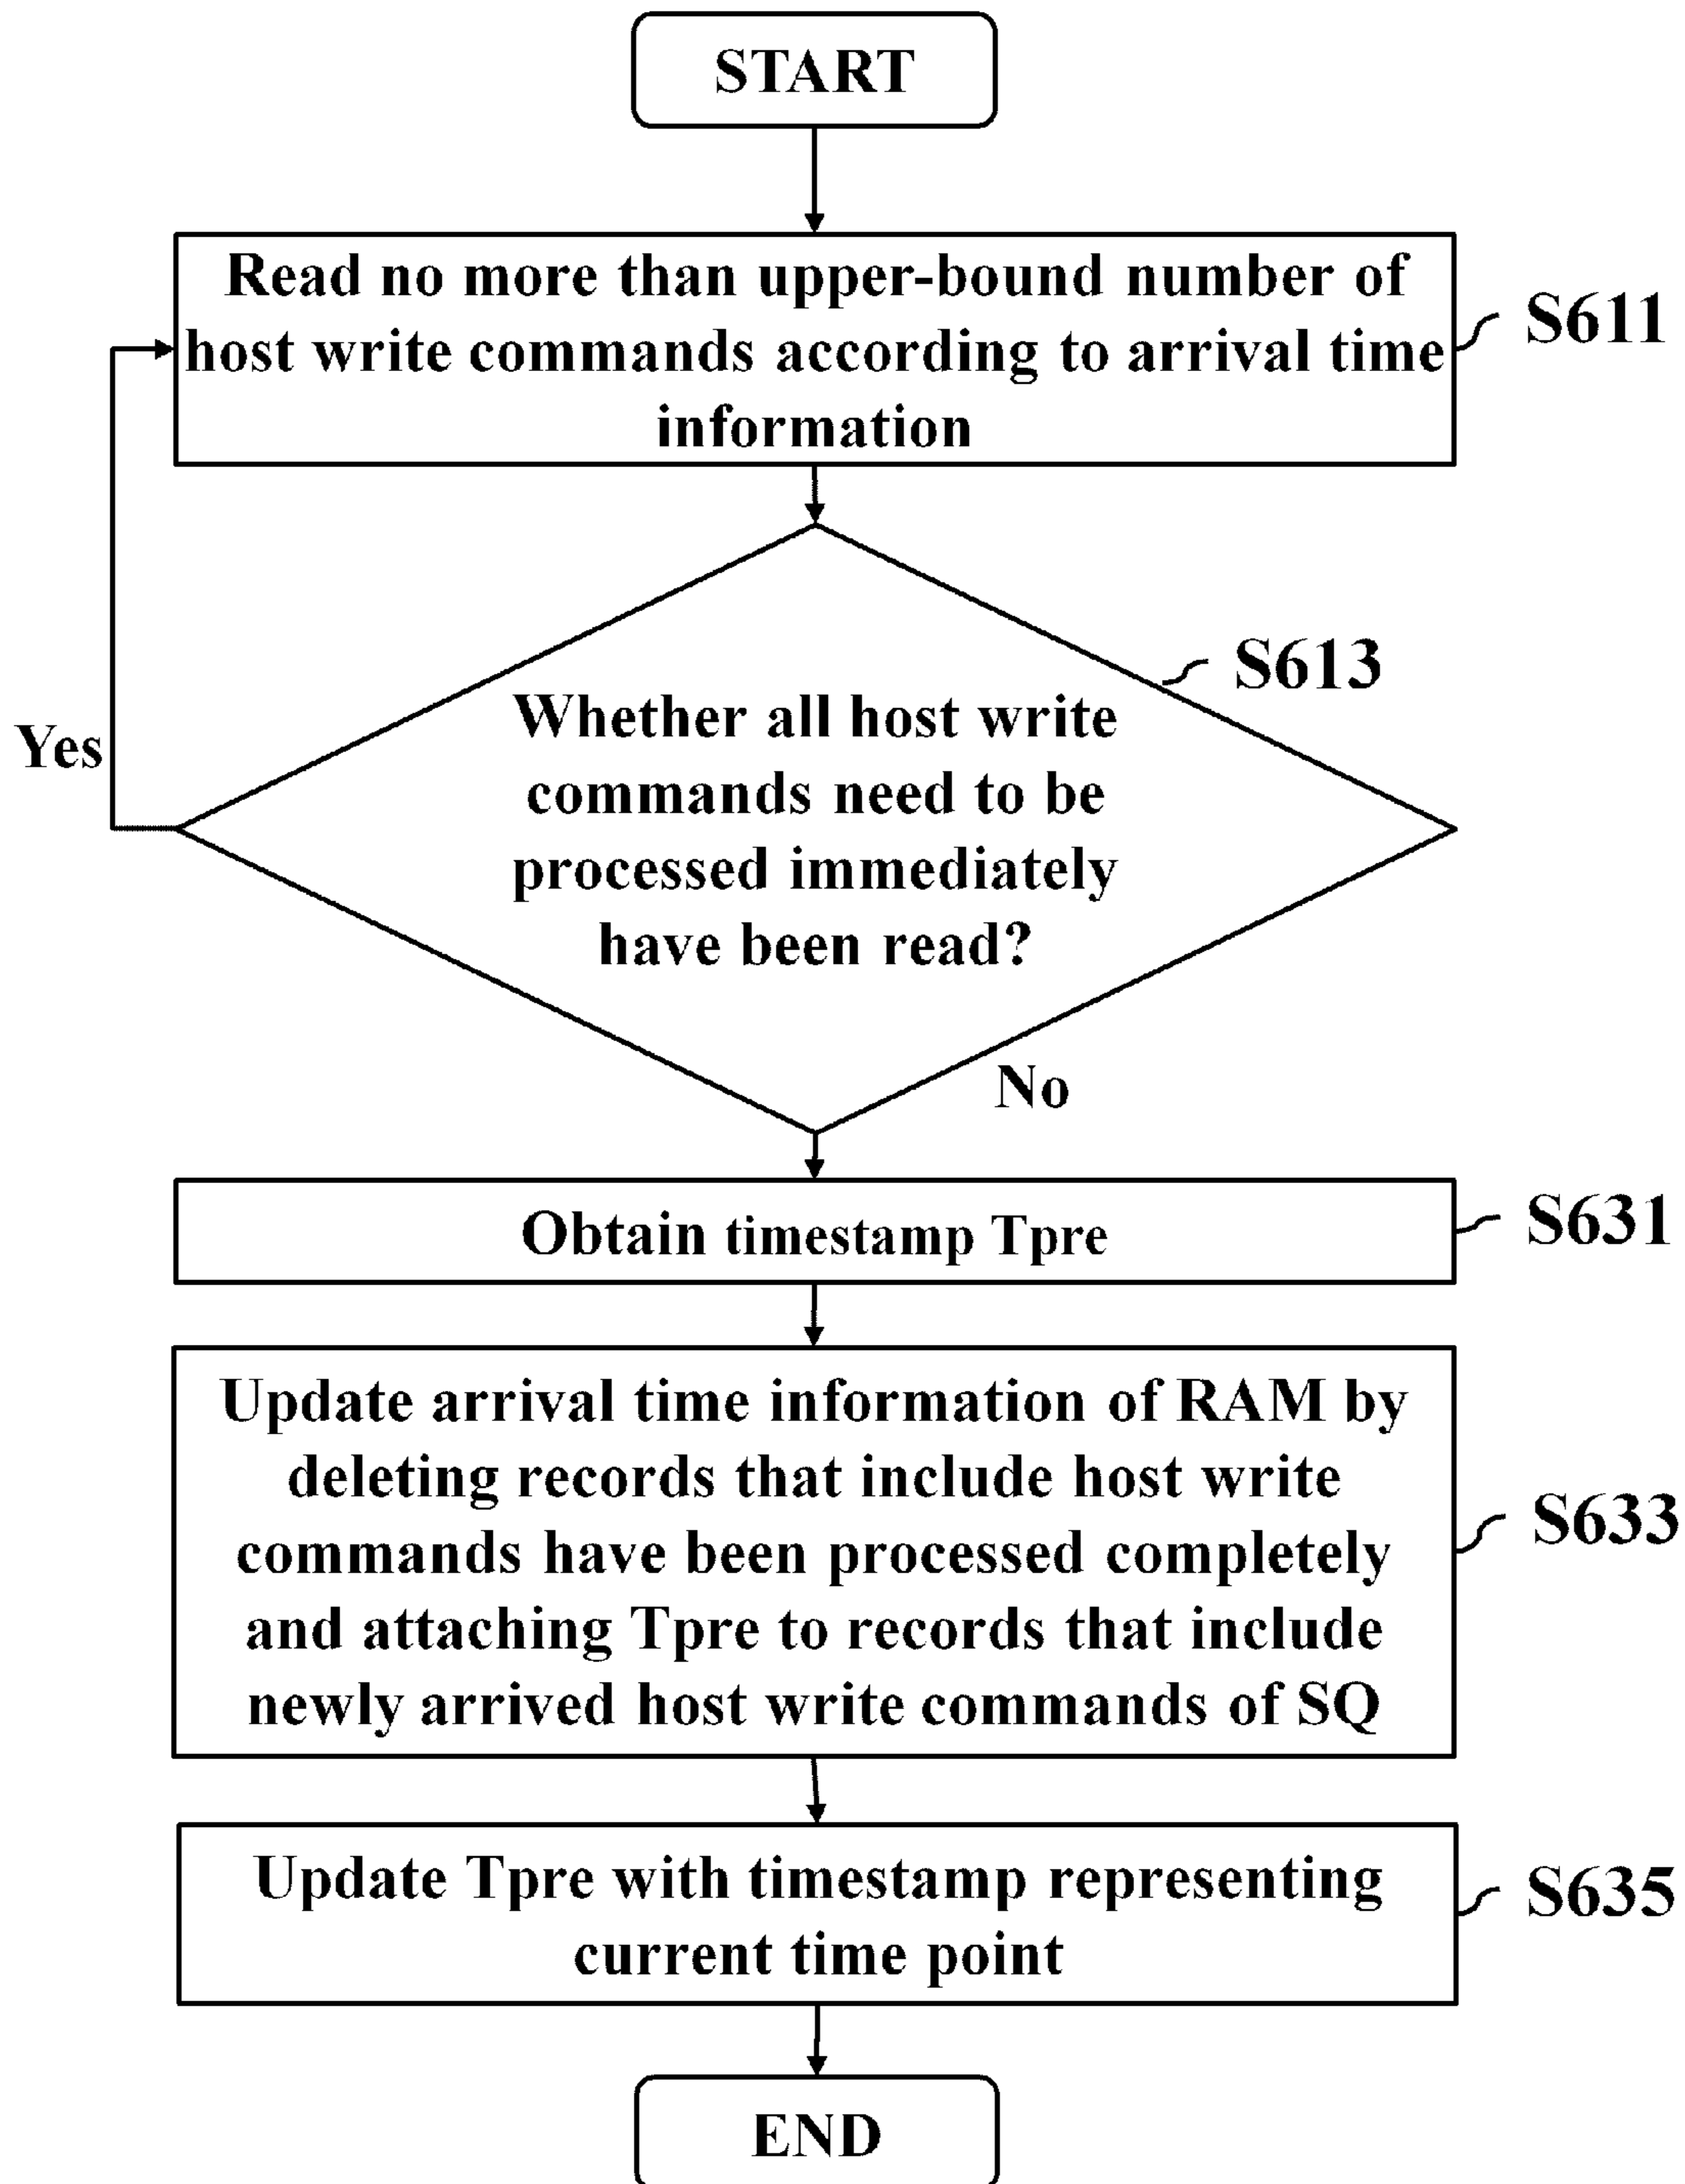 START
Read no more than upper-bound number of
host write commands according to arrival time
information
S611
S613
Whether all host write
commands need to be
processed immediately
have been read?
Yes
No
Obtain timestamp Tpre
S631
Update arrival time information of RAM by
deleting records that include host write
commands have been processed completely
and attaching Tpre to records that include
newly arrived host write commands of SQ
S633
Update Tpre with timestamp representing
current time point
S635
END